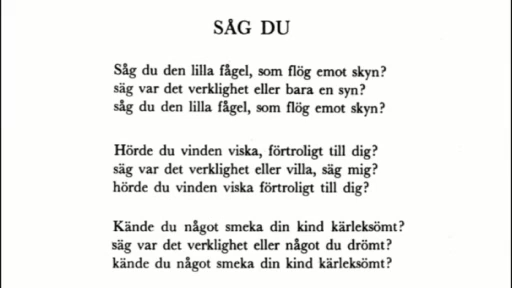 SÅG DU
Såg du den lilla fågel, som flög emot skyn?
säg var det verklighet eller bara en syn?
såg du den lilla fågel, som flög emot skyn?
Hörde du vinden viska, förtroligt till dig?
säg var det verklighet eller villa, säg mig?
hörde du vinden viska förtroligt till dig?
Kände du något smeka din kind kärleksömt?
säg var det verklighet eller något du drömt?
kände du något smeka din kind kärleksömt?